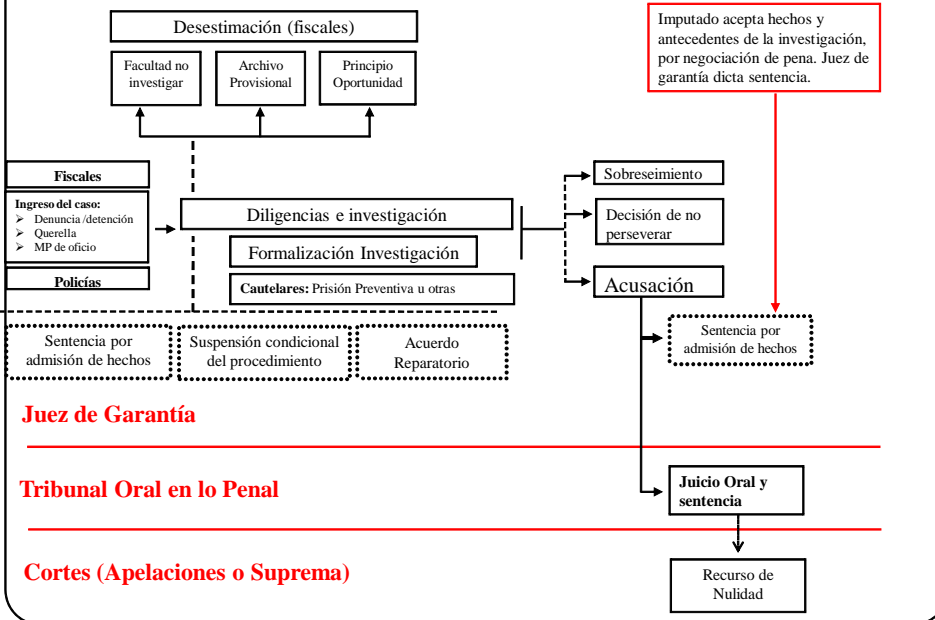 Desestimación (fiscales)
Facultad no
investigar
Archivo
Provisional
Principio
Oportunidad
Imputado acepta hechos y
antecedentes de la investigación,
por negociación de pena. Juez de
garantía dicta sentencia.
Fiscales
Ingreso del caso:
➢ Denuncia /detención
➢ Querella
➢ MP de oficio
Policías
Diligencias e investigación
Formalización Investigación
Cautelares: Prisión Preventiva u otras
Sobreseimiento
Decisión de no
perseverar
Acusación
Sentencia por
admisión de hechos
Suspensión condicional
del procedimiento
Acuerdo
Reparatorio
Sentencia por
admisión de hechos
Juez de Garantía
Tribunal Oral en lo Penal
Juicio Oral y
sentencia
Cortes (Apelaciones o Suprema)
Recurso de
Nulidad